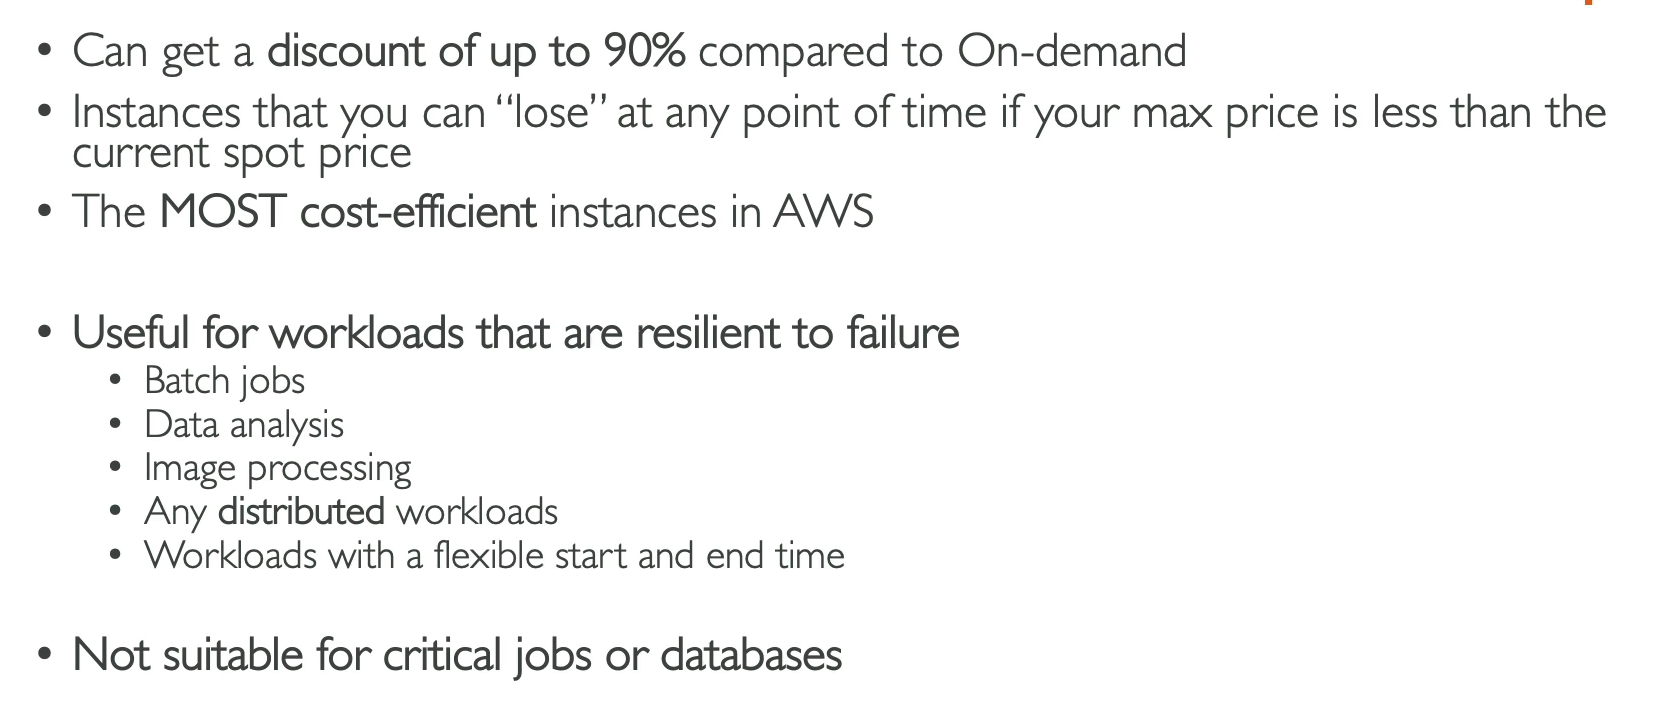 • Can get a discount of up to 90% compared to On-demand
• Instances that you can “lose” at any point of time if your max price is less than the
current spot price
• The MOST cost-efficient instances in AWS
• Useful for workloads that are resilient to failure
• Batch jobs
• Data analysis
• Image processing
• Any distributed workloads
• Workloads with a flexible start and end time
• Not suitable for critical jobs or databases